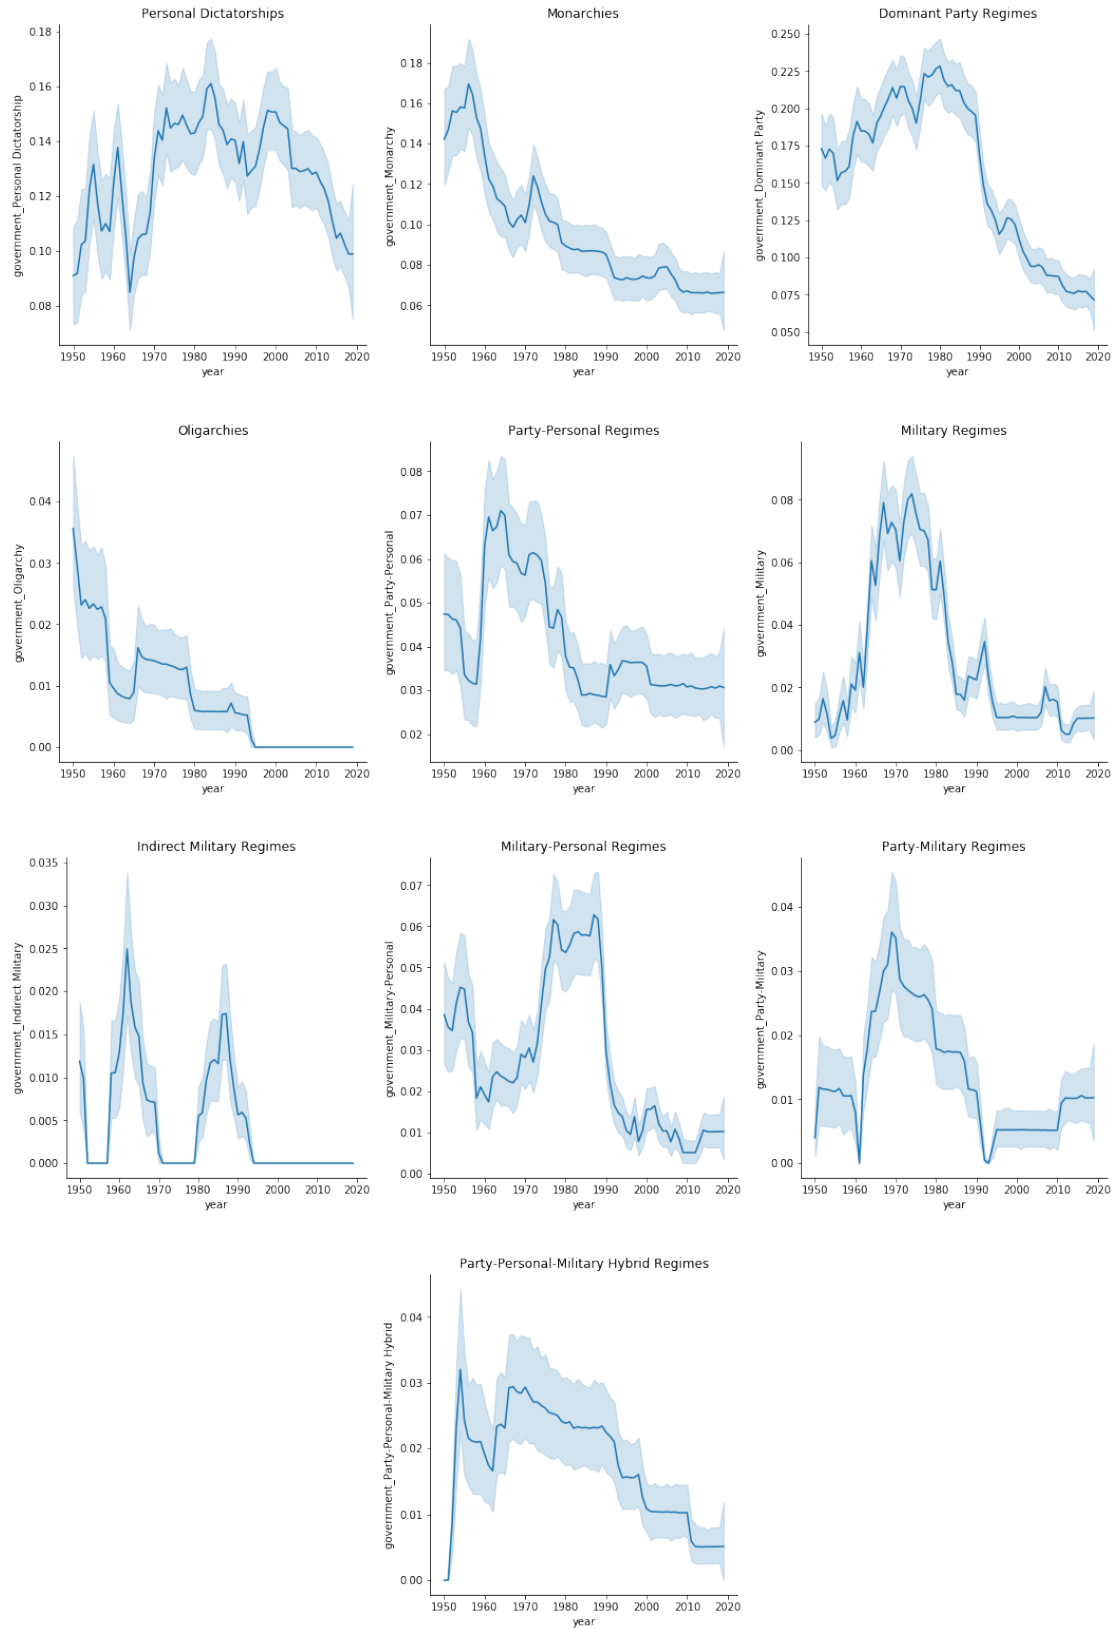 Personal Dictatorships
government_Personal Dictatorship
0.18
0.16
0.14
0.12
0.10
0.08
1950 1960 1970 1980 1990 2000 2010 2020
year
Monarchies
government_Monarchy
0.18
0.16
0.14
0.12
0.10
0.08
0.06
1950 1960 1970 1980 1990 2000 2010 2020
year
Dominant Party Regimes
government_Dominant Party
0.250
0.225
0.200
0.175
0.150
0.125
0.100
0.075
0.050
1950 1960 1970 1980 1990 2000 2010 2020
year
Oligarchies
government_Oligarchy
0.04
0.03
0.02
0.01
0.00
1950 1960 1970 1980 1990 2000 2010 2020
year
Party-Personal Regimes
government_Party-Personal
0.08
0.07
0.06
0.05
0.04
0.03
0.02
1950 1960 1970 1980 1990 2000 2010 2020
year
Military Regimes
government_Military
0.08
0.06
0.04
0.02
0.00
1950 1960 1970 1980 1990 2000 2010 2020
year
Indirect Military Regimes
government_Indirect Military
0.035
0.030
0.025
0.020
0.015
0.010
0.005
0.000
1950 1960 1970 1980 1990 2000 2010 2020
year
Military-Personal Regimes
government_Military-Personal
0.07
0.06
0.05
0.04
0.03
0.02
0.01
0.00
1950 1960 1970 1980 1990 2000 2010 2020
year
Party-Military Regimes
government_Party-Military
0.04
0.03
0.02
0.01
0.00
1950 1960 1970 1980 1990 2000 2010 2020
year
Party-Personal-Military Hybrid Regimes
government_Party-Personal-Military Hybrid
0.04
0.03
0.02
0.01
0.00
1950 1960 1970 1980 1990 2000 2010 2020
year